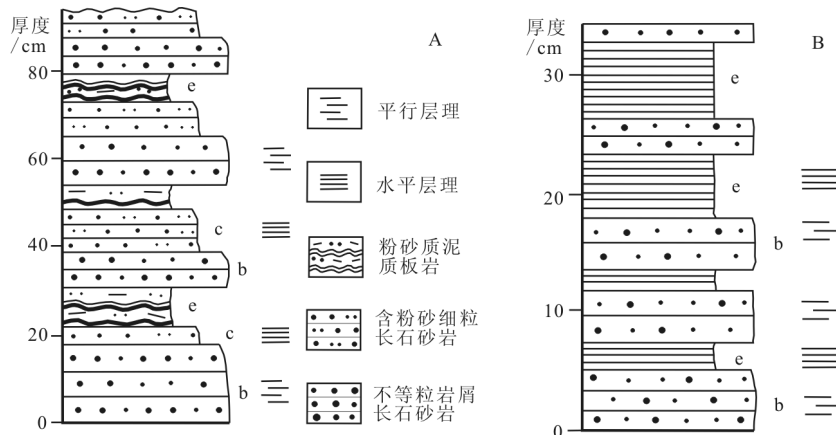 厚度
/cm
80
60
40
20
0
e
c
b
e
c
b
A
平行层理
水平层理
粉砂质泥
质板岩
含粉砂细粒
长石砂岩
不等粒岩屑
长石砂岩
厚度
/cm
30
20
10
0
e
e
b
e
b
B